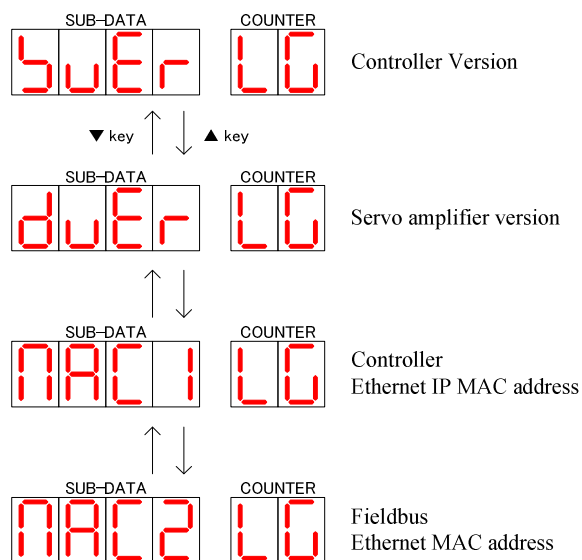 SUB-DATA COUNTER
SuEr LG Controller Version
▼ key ▲ key
SUB-DATA COUNTER
duEr LG Servo amplifier version
SUB-DATA COUNTER
MAC1 LG Controller
Ethernet IP MAC address
SUB-DATA COUNTER
MAC2 LG Fieldbus
Ethernet MAC address